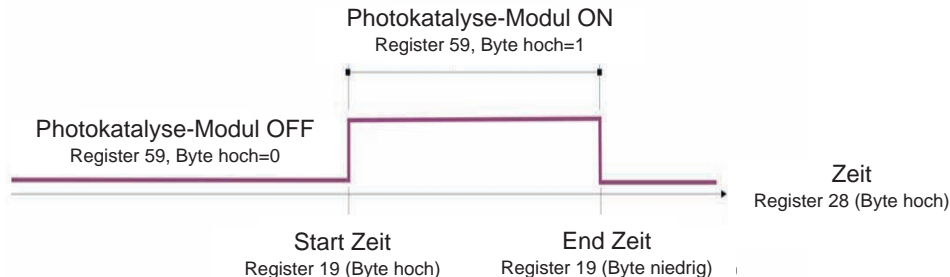 Photokatalyse-Modul ON
Register 59, Byte hoch=1
Photokatalyse-Modul OFF
Register 59, Byte hoch=0
Zeit
Register 28 (Byte hoch)
Start Zeit
Register 19 (Byte hoch)
End Zeit
Register 19 (Byte niedrig)